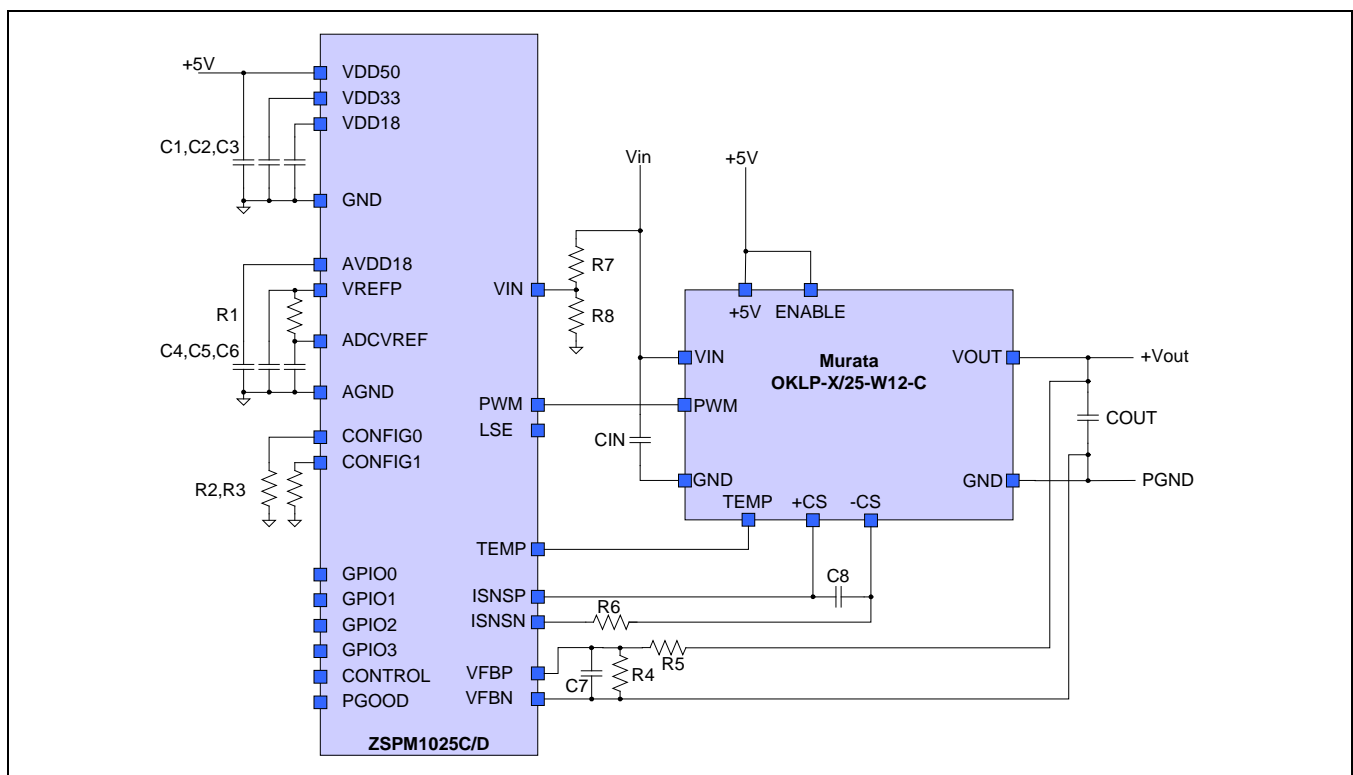 +5V
VDD50
VDD33
VDD18
C1,C2,C3
GND
AVDD18
VREFP
R1
ADCVREF
C4,C5,C6
AGND
CONFIG0
CONFIG1
R2,R3
GPIO0
GPIO1
GPIO2
GPIO3
CONTROL
PGOOD
VIN
PWM
LSE
TEMP
ISNSP
ISNSN
VFBP
VFBN
ZSPM1025C/D
Vin
+5V
R7
R8
CIN
+5V
ENABLE
VIN
Murata
OKLP-X/25-W12-C
VOUT
PWM
GND
GND
TEMP
+CS
-CS
+Vout
COUT
PGND
C8
R6
R5
C7
R4